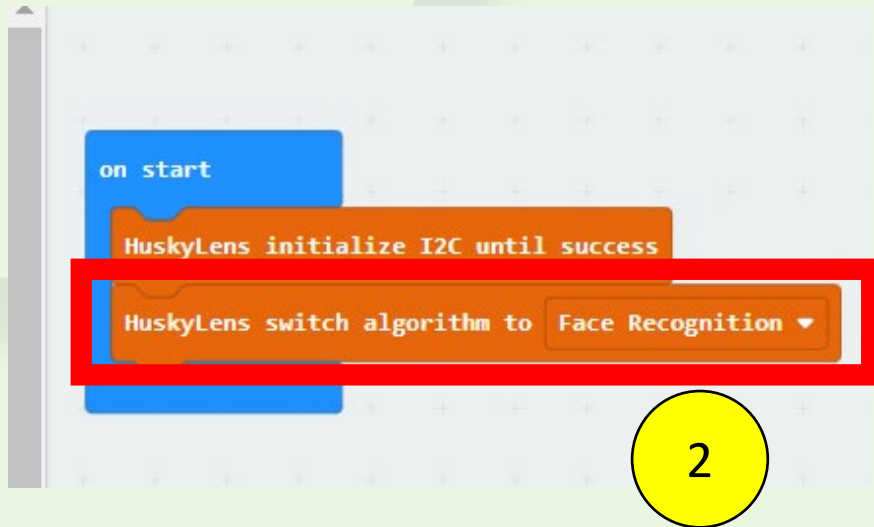 on start
HuskyLens initialize I2C until success
HuskyLens switch algorithm to Face Recognition
2